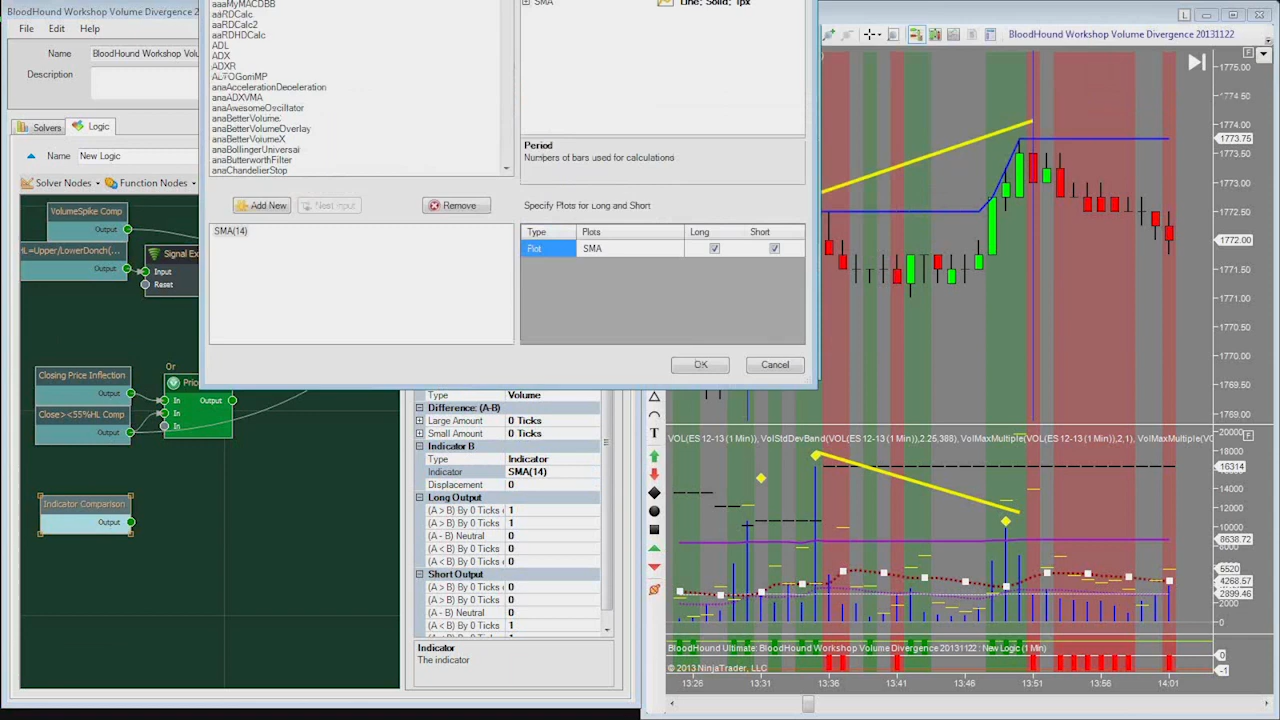 BloodHound Workshop Volume Divergence 20131122
File Edit Help
Name BloodHound Workshop Volu
Description
Solvers Logic
Name New Logic
Solver Nodes Function Nodes
VolumeSpike Comp
Output
HL=Upper/LowerDonch(...
Output
Signal Ex
Input
Reset
Closing Price Inflection
Output
Close> <55%HL Comp
Output
Or
Prio
In Output
In
In
Indicator Comparison
Output
aaaMyMACDBB
aaRDCalc
aaRDCalc2
aaRDHDCalc
ADL
ADX
ADXR
AUTOGomMP
anaAccelerationDeceleration
anaADXVMA
anaAwesomeOscillator
anaBetterVolume
anaBetterVolumeOverlay
anaBetterVolumeX
anaBollingerUniversal
anaButterworthFilter
anaChandelierStop
SMA Line; Solid; 1px
Period
Numbers of bars used for calculations
Add New Nest input Remove
SMA(14)
Specify Plots for Long and Short
Type Plots Long Short
Plot SMA
OK Cancel
Type Volume
Difference: (A-B)
Large Amount 0 Ticks
Small Amount 0 Ticks
Indicator B
Type Indicator
Indicator SMA(14)
Displacement 0
Long Output
(A > B) By 0 Ticks 1
(A > B) By 0 Ticks 1
(A - B) Neutral 0
(A < B) By 0 Ticks 0
(A < B) By 0 Ticks 0
Short Output
(A > B) By 0 Ticks 0
(A > B) By 0 Ticks 0
(A - B) Neutral 0
(A < B) By 0 Ticks 1
Indicator
The indicator
L
BloodHound Workshop Volume Divergence 20131122
F
1775.00
1774.50
1774.00
1773.75
1773.50
1773.00
1772.50
1772.00
1771.50
1771.00
1770.50
1770.00
1769.50
1769.00
T
VOL(ES 12-13 (1 Min)), VolStdDevBand(VOL(ES 12-13 (1 Min)),2.25,388), VolMaxMultiple(VOL(ES 12-13 (1 Min)),2,1), VolMaxMultiple(VO
F
20000
18000
16314
14000
12000
10000
8638.72
5520
4268.57
2899.46
2000
0
BloodHound Ultimate: BloodHound Workshop Volume Divergence 20131122 : New Logic (1 Min)
0
-1
© 2013 NinjaTrader, LLC
13:26 13:31 13:36 13:41 13:46 13:51 13:56 14:01